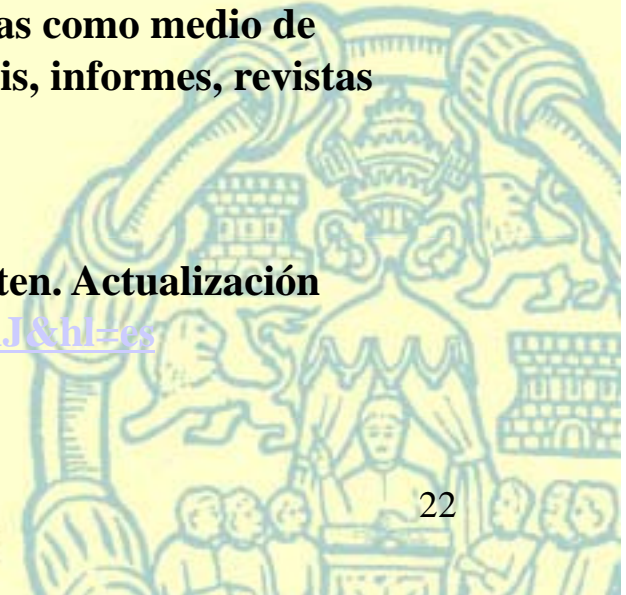 as como medio de
is, informes, revistas
ten. Actualización
J&hl=es
22